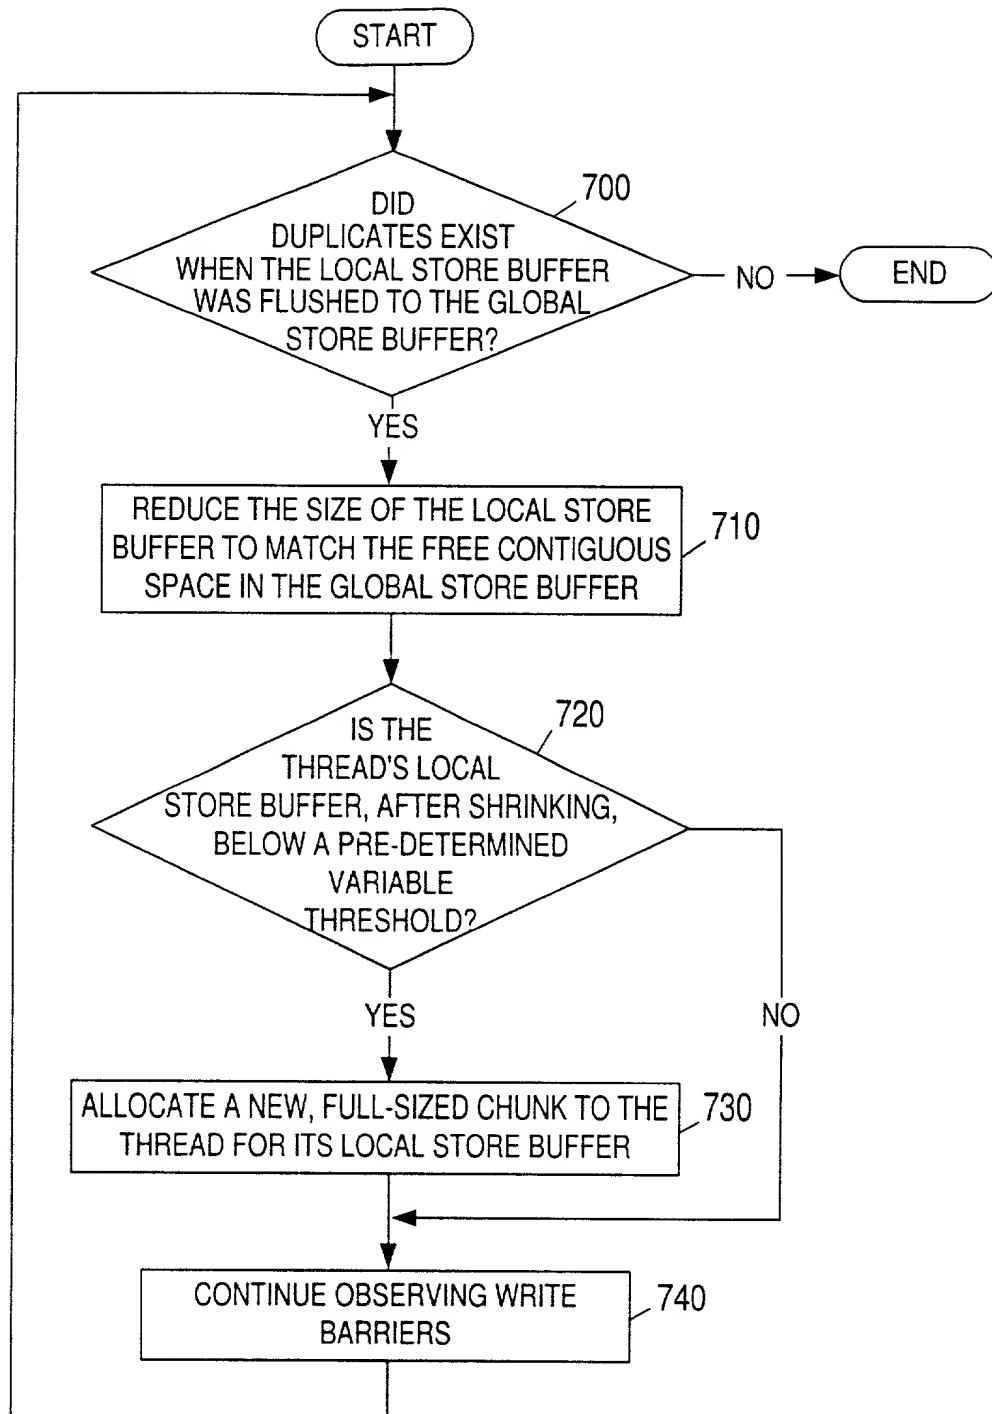 START
700
DID
DUPLICATES EXIST
WHEN THE LOCAL STORE BUFFER
WAS FLUSHED TO THE GLOBAL
STORE BUFFER?
NO
END
YES
REDUCE THE SIZE OF THE LOCAL STORE
BUFFER TO MATCH THE FREE CONTIGUOUS
SPACE IN THE GLOBAL STORE BUFFER
710
720
IS THE
THREAD'S LOCAL
STORE BUFFER, AFTER SHRINKING,
BELOW A PRE-DETERMINED
VARIABLE
THRESHOLD?
YES
NO
ALLOCATE A NEW, FULL-SIZED CHUNK TO THE
THREAD FOR ITS LOCAL STORE BUFFER
730
CONTINUE OBSERVING WRITE
BARRIERS
740